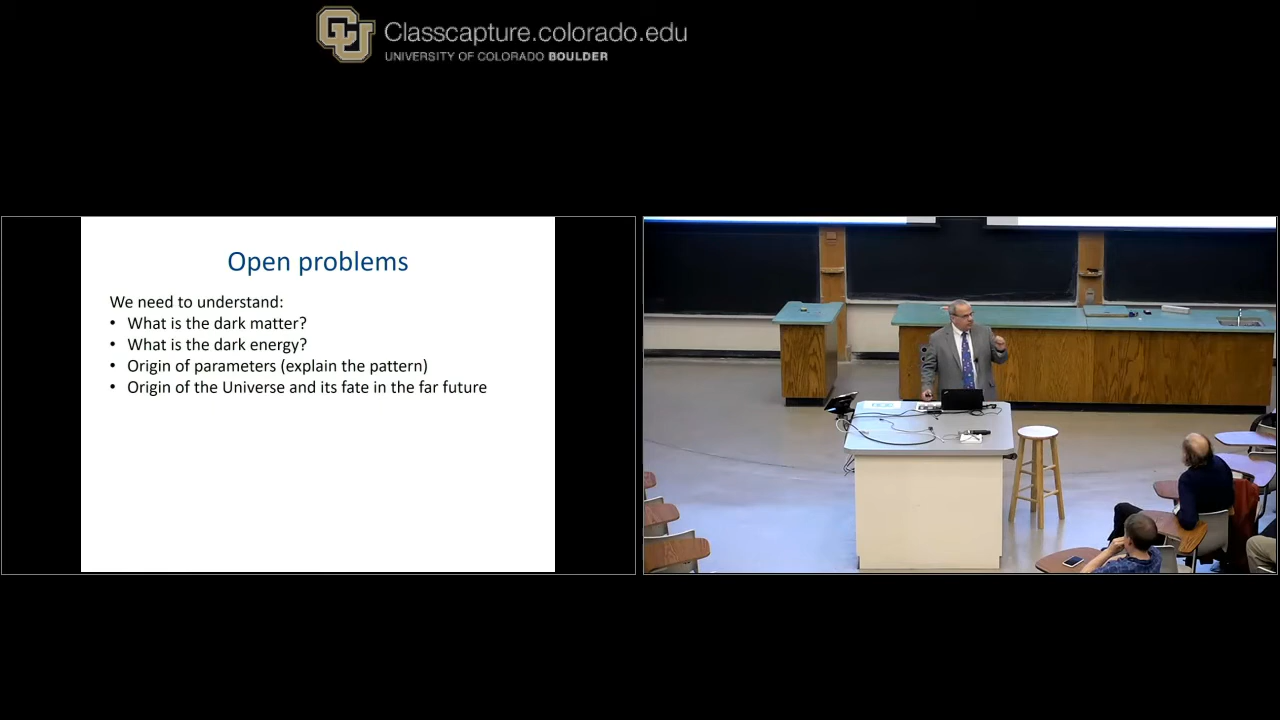 Classcapture.colorado.edu
UNIVERSITY OF COLORADO BOULDER
Open problems
We need to understand:
• What is the dark matter?
• What is the dark energy?
• Origin of parameters (explain the pattern)
• Origin of the Universe and its fate in the far future